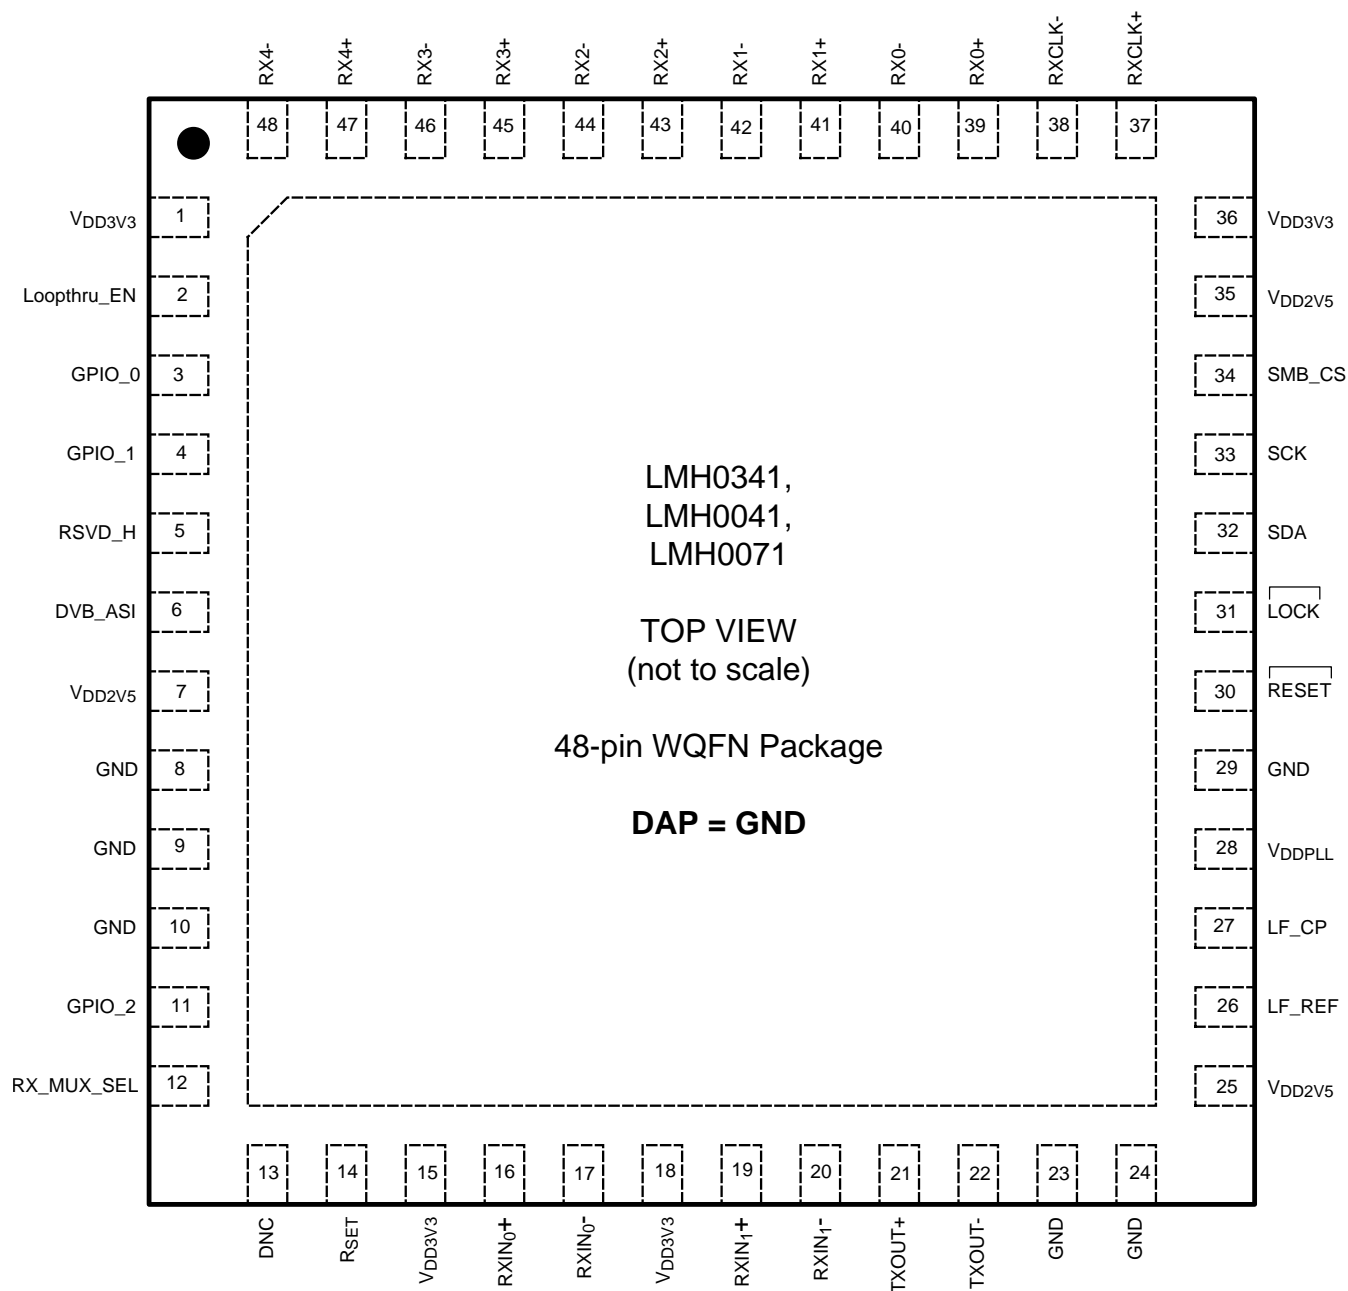 RX4-
RX4+
RX3-
RX3+
RX2-
RX2+
RX1-
RX1+
RX0-
RX0+
RXCLK-
RXCLK+
48
47
46
45
44
43
42
41
40
39
38
37
VDD3V3 1
Loopthru_EN 2
GPIO_0 3
GPIO_1 4
RSVD_H 5
DVB_ASI 6
VDD2V5 7
GND 8
GND 9
GND 10
GPIO_2 11
RX_MUX_SEL 12
LMH0341,
LMH0041,
LMH0071
TOP VIEW
(not to scale)
48-pin WQFN Package
DAP = GND
36 VDD3V3
35 VDD2V5
34 SMB_CS
33 SCK
32 SDA
31 LOCK
30 RESET
29 GND
28 VDDPLL
27 LF_CP
26 LF_REF
25 VDD2V5
13
14
15
16
17
18
19
20
21
22
23
24
DNC
RSET
VDD3V3
RXIN0+
RXIN0-
VDD3V3
RXIN1+
RXIN1-
TXOUT+
TXOUT-
GND
GND